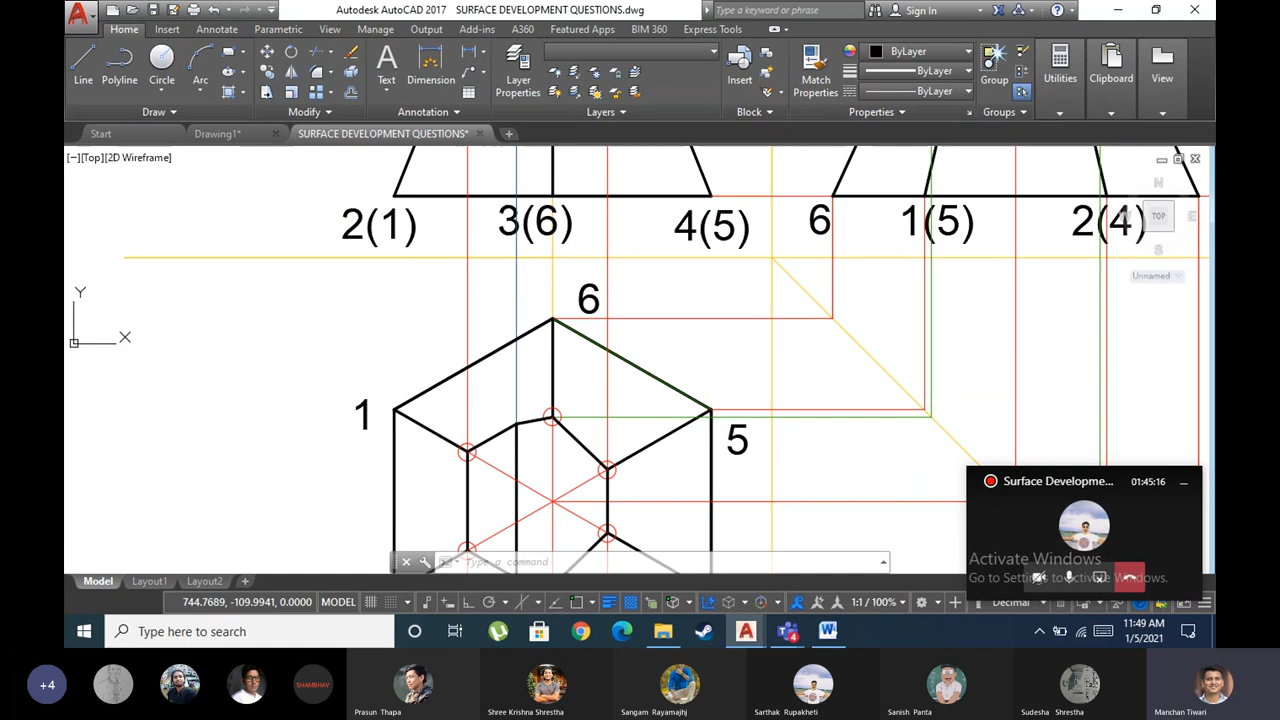 Autodesk AutoCAD 2017 SURFACE DEVELOPMENT QUESTIONS.dwg
Type a keyword or phrase
Sign In
Home Insert Annotate Parametric View Manage Output Add-ins A360 Express Tools Featured Apps BIM 360
Line Polyline Circle Arc Text Dimension Layer Properties Insert Match Properties ByLayer Group Utilities Clipboard View
ByLayer
ByLayer
Draw Modify Annotation Layers Block Properties Groups
Start Drawing1* SURFACE DEVELOPMENT QUESTIONS*
[−][Top][2D Wireframe]
N
TOP
W
E
S
Unnamed
2(1) 3(6) 4(5) 6 1(5) 2(4)
Y
X
6
1
5
Surface Developme... 01:45:16
Activate Windows
Go to Settings to activate Windows.
Type a command
Model Layout1 Layout2
744.7689, -109.9941, 0.0000 MODEL 1:1 / 100% Decimal
Type here to search
11:49 AM
1/5/2021
+4
SHAMBHAV
Prasun Thapa Shree Krishna Shrestha Sangam Rayamajhi Sarthak Rupakheti Sanish Panta Sudesha Shrestha Manchan Tiwari